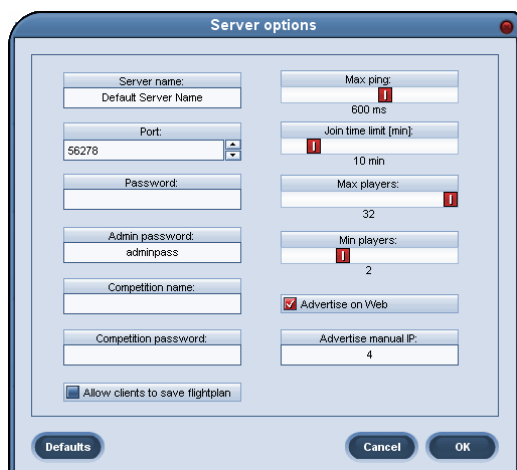 Server options
Server name:
Default Server Name
Port:
56278
Password:
Admin password:
adminpass
Competition name:
Competition password:
Allow clients to save flightplan
Max ping:
600 ms
Join time limit [min]:
10 min
Max players:
32
Min players:
2
Advertise on Web
Advertise manual IP:
4
Defaults
Cancel
OK